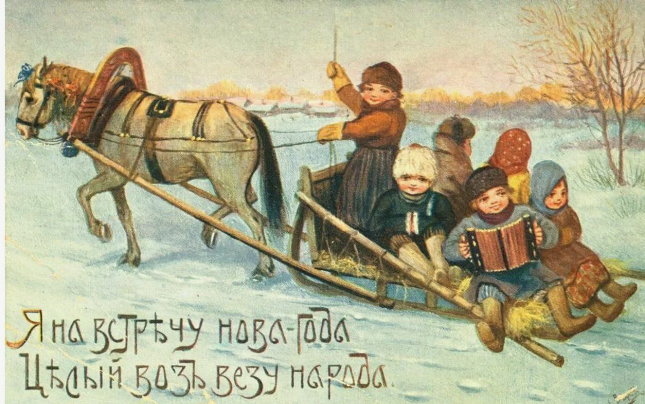 Я на встрѣчу нова-года
Цѣлый возъ везу народа.